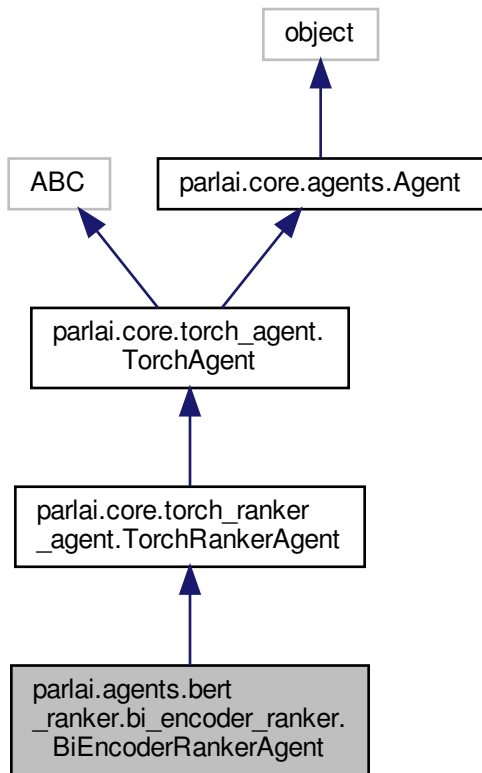 object
ABC
parlai.core.agents.Agent
parlai.core.torch_agent.
TorchAgent
parlai.core.torch_ranker
_agent.TorchRankerAgent
parlai.agents.bert
_ranker.bi_encoder_ranker.
BiEncoderRankerAgent